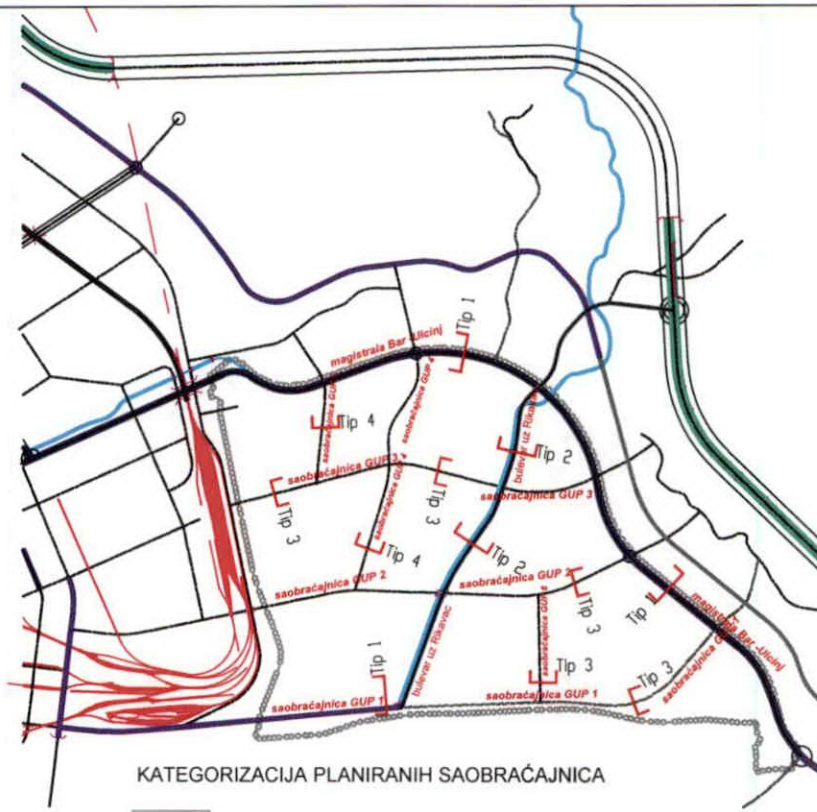 Tip 1
magistrala Bar -Ulcinj
saobraćajnica GUP 4
Tip 4
bulevar uz Rikavac
Tip 2
saobraćajnica GUP 3
saobraćajnica GUP 3
Tip 3
Tip 3
saobraćajnica GUP 4
Tip 4
Tip 2
saobraćajnica GUP 2
saobraćajnica GUP 2
Tip 3
Tip 1
magistrala Bar -Ulcinj
bulevar uz Rikavac
Tip 1
Tip 3
Tip 3
saobraćajnica GUP 1
saobraćajnica GUP 1
KATEGORIZACIJA PLANIRANIH SAOBRAĆAJNICA